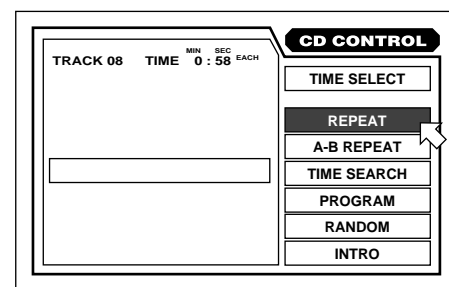 CD CONTROL
MIN SEC
TRACK 08 TIME 0 : 58 EACH
TIME SELECT
REPEAT
A-B REPEAT
TIME SEARCH
PROGRAM
RANDOM
INTRO